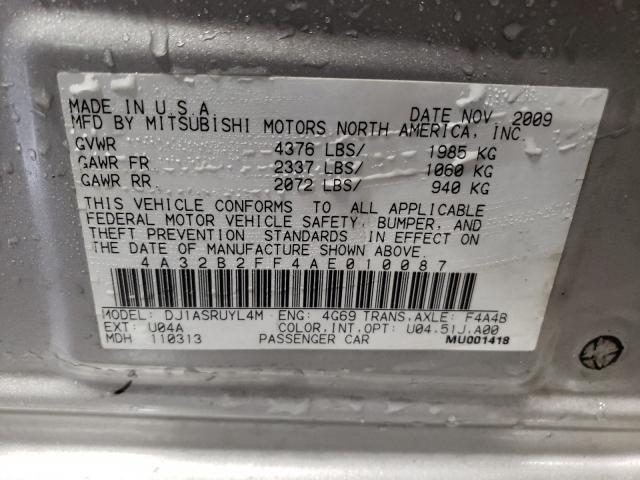 MADE IN U.S.A DATE NOV 2009
MFD BY MITSUBISHI MOTORS NORTH AMERICA, INC
GVWR 4376 LBS/ 1985 KG
GAWR FR 2337 LBS/ 1060 KG
GAWR RR 2072 LBS/ 940 KG
THIS VEHICLE CONFORMS TO ALL APPLICABLE
FEDERAL MOTOR VEHICLE SAFETY, BUMPER, AND
THEFT PREVENTION STANDARDS IN EFFECT ON
THE DATE OF MANUFACTURE SHOWN ABOVE.
4A32B2FF4AE010087
MODEL: DJ1ASRUYL4M ENG: 4G69 TRANS,AXLE: F4A4B
EXT: U04A COLOR,INT,OPT: U04.51J.A00
MDH 110313 PASSENGER CAR MU001418